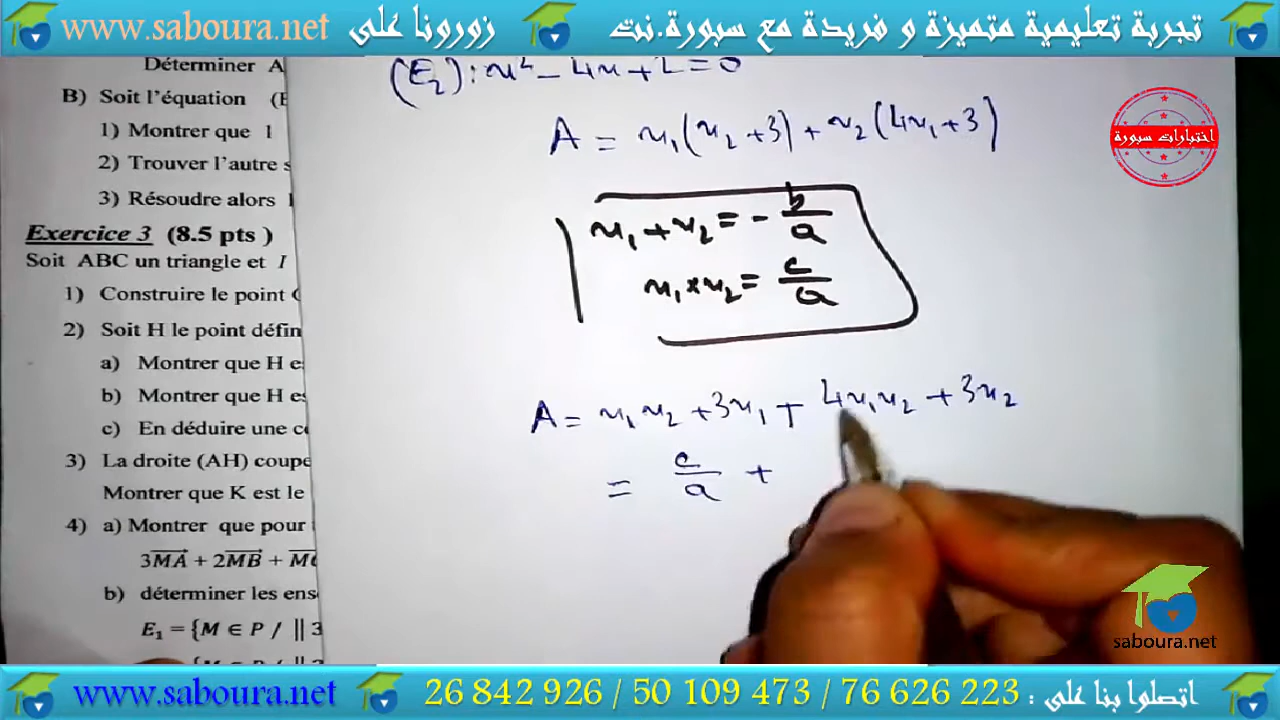 www.saboura.net زورونا على تجربة تعليمية متميزة و فريدة مع سبورة.نت
Déterminer A
B) Soit l'équation (E
1) Montrer que 1
2) Trouver l'autre s
3) Résoudre alors
Exercice 3 (8.5 pts )
Soit ABC un triangle et I
1) Construire le point
2) Soit H le point défin
a) Montrer que H e
b) Montrer que H es
c) En déduire une c
3) La droite (AH) coupe
Montrer que K est le
4) a) Montrer que pour
3MA + 2MB + M
b) déterminer les ens
E₁ = {M ∈ P / || 3
(E₂): x² - 4x + 2 = 0
A = x₁(x₂ + 3) + x₂(4x₁ + 3)
x₁ + x₂ = - b/a
x₁ × x₂ = c/a
A = x₁x₂ + 3x₁ + 4x₁x₂ + 3x₂
= c/a +
اختبارات سبورة
saboura.net
www.saboura.net 26 842 926 / 50 109 473 / 76 626 223 : اتصلوا بنا على